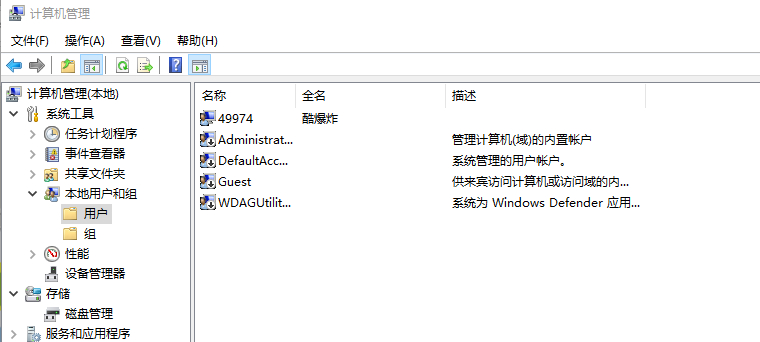 计算机管理
文件(F) 操作(A) 查看(V) 帮助(H)
计算机管理(本地)
系统工具
任务计划程序
事件查看器
共享文件夹
本地用户和组
用户
组
性能
设备管理器
存储
磁盘管理
服务和应用程序
名称 全名 描述
49974 酷爆炸
Administrat... 管理计算机(域)的内置帐户
DefaultAcc... 系统管理的用户帐户。
Guest 供来宾访问计算机或访问域的内...
WDAGUtilit... 系统为 Windows Defender 应用...